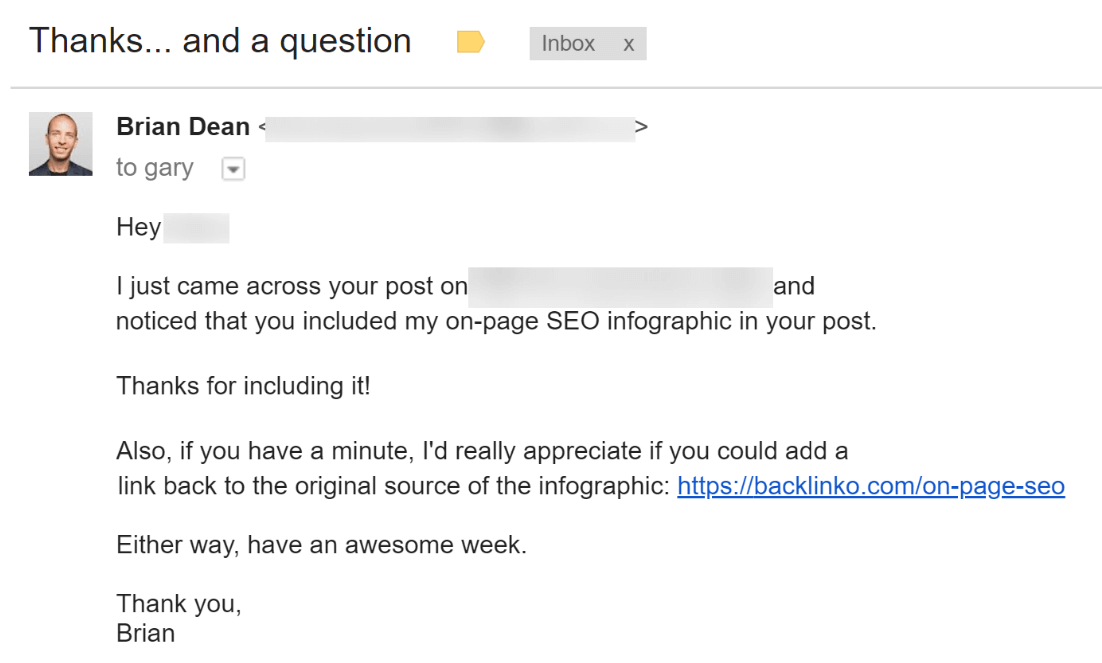 Thanks... and a question
Inbox x
Brian Dean < >
to gary
Hey
I just came across your post on and
noticed that you included my on-page SEO infographic in your post.
Thanks for including it!
Also, if you have a minute, I'd really appreciate if you could add a
link back to the original source of the infographic: https://backlinko.com/on-page-seo
Either way, have an awesome week.
Thank you,
Brian